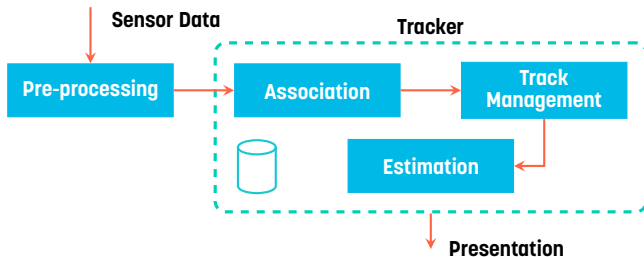 Sensor Data
Tracker
Pre-processing
Association
Track
Management
Estimation
Presentation